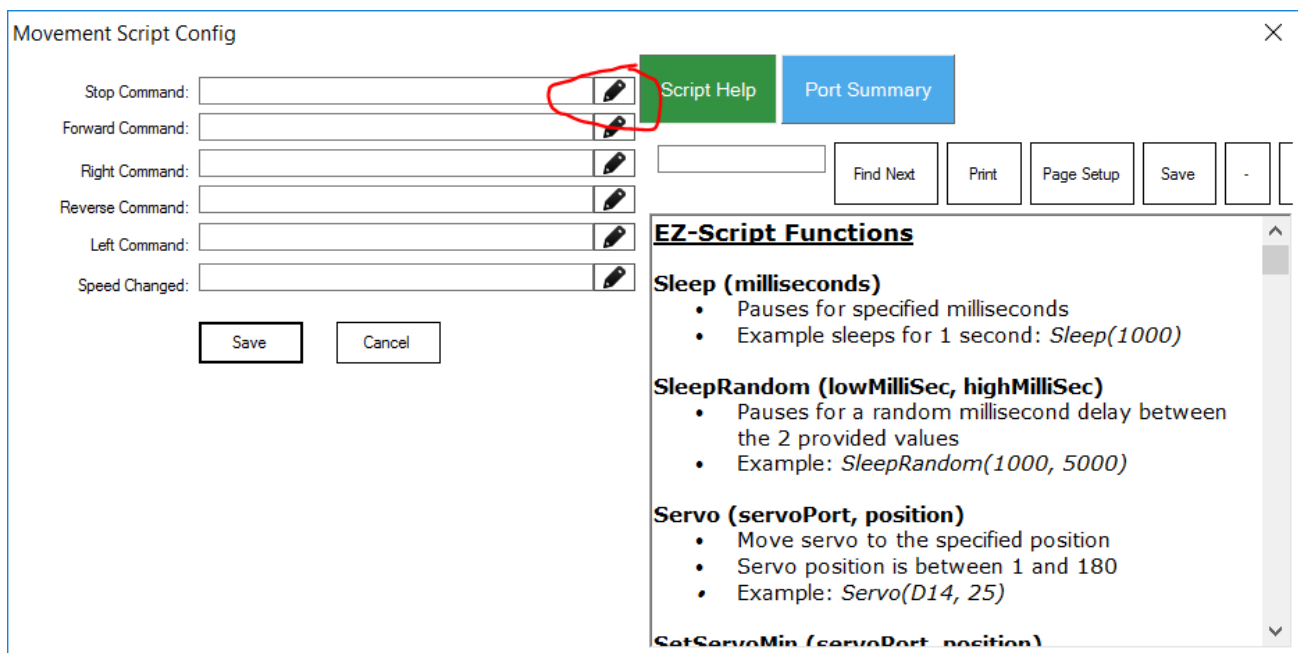 Movement Script Config
Stop Command:
Forward Command:
Right Command:
Reverse Command:
Left Command:
Speed Changed:
Save Cancel
Script Help Port Summary
Find Next Print Page Setup Save -
EZ-Script Functions
Sleep (milliseconds)
• Pauses for specified milliseconds
• Example sleeps for 1 second: Sleep(1000)
SleepRandom (lowMilliSec, highMilliSec)
• Pauses for a random millisecond delay between
the 2 provided values
• Example: SleepRandom(1000, 5000)
Servo (servoPort, position)
• Move servo to the specified position
• Servo position is between 1 and 180
• Example: Servo(D14, 25)
SetServoMin (servoPort, position)